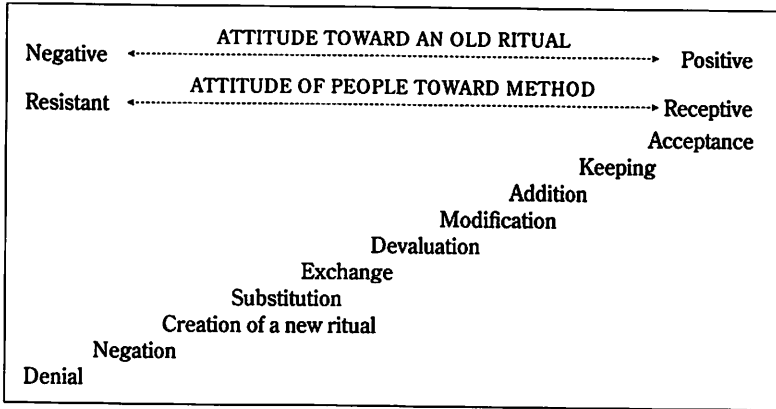 ATTITUDE TOWARD AN OLD RITUAL
Negative Positive
ATTITUDE OF PEOPLE TOWARD METHOD
Resistant Receptive
Acceptance
Keeping
Addition
Modification
Devaluation
Exchange
Substitution
Creation of a new ritual
Negation
Denial